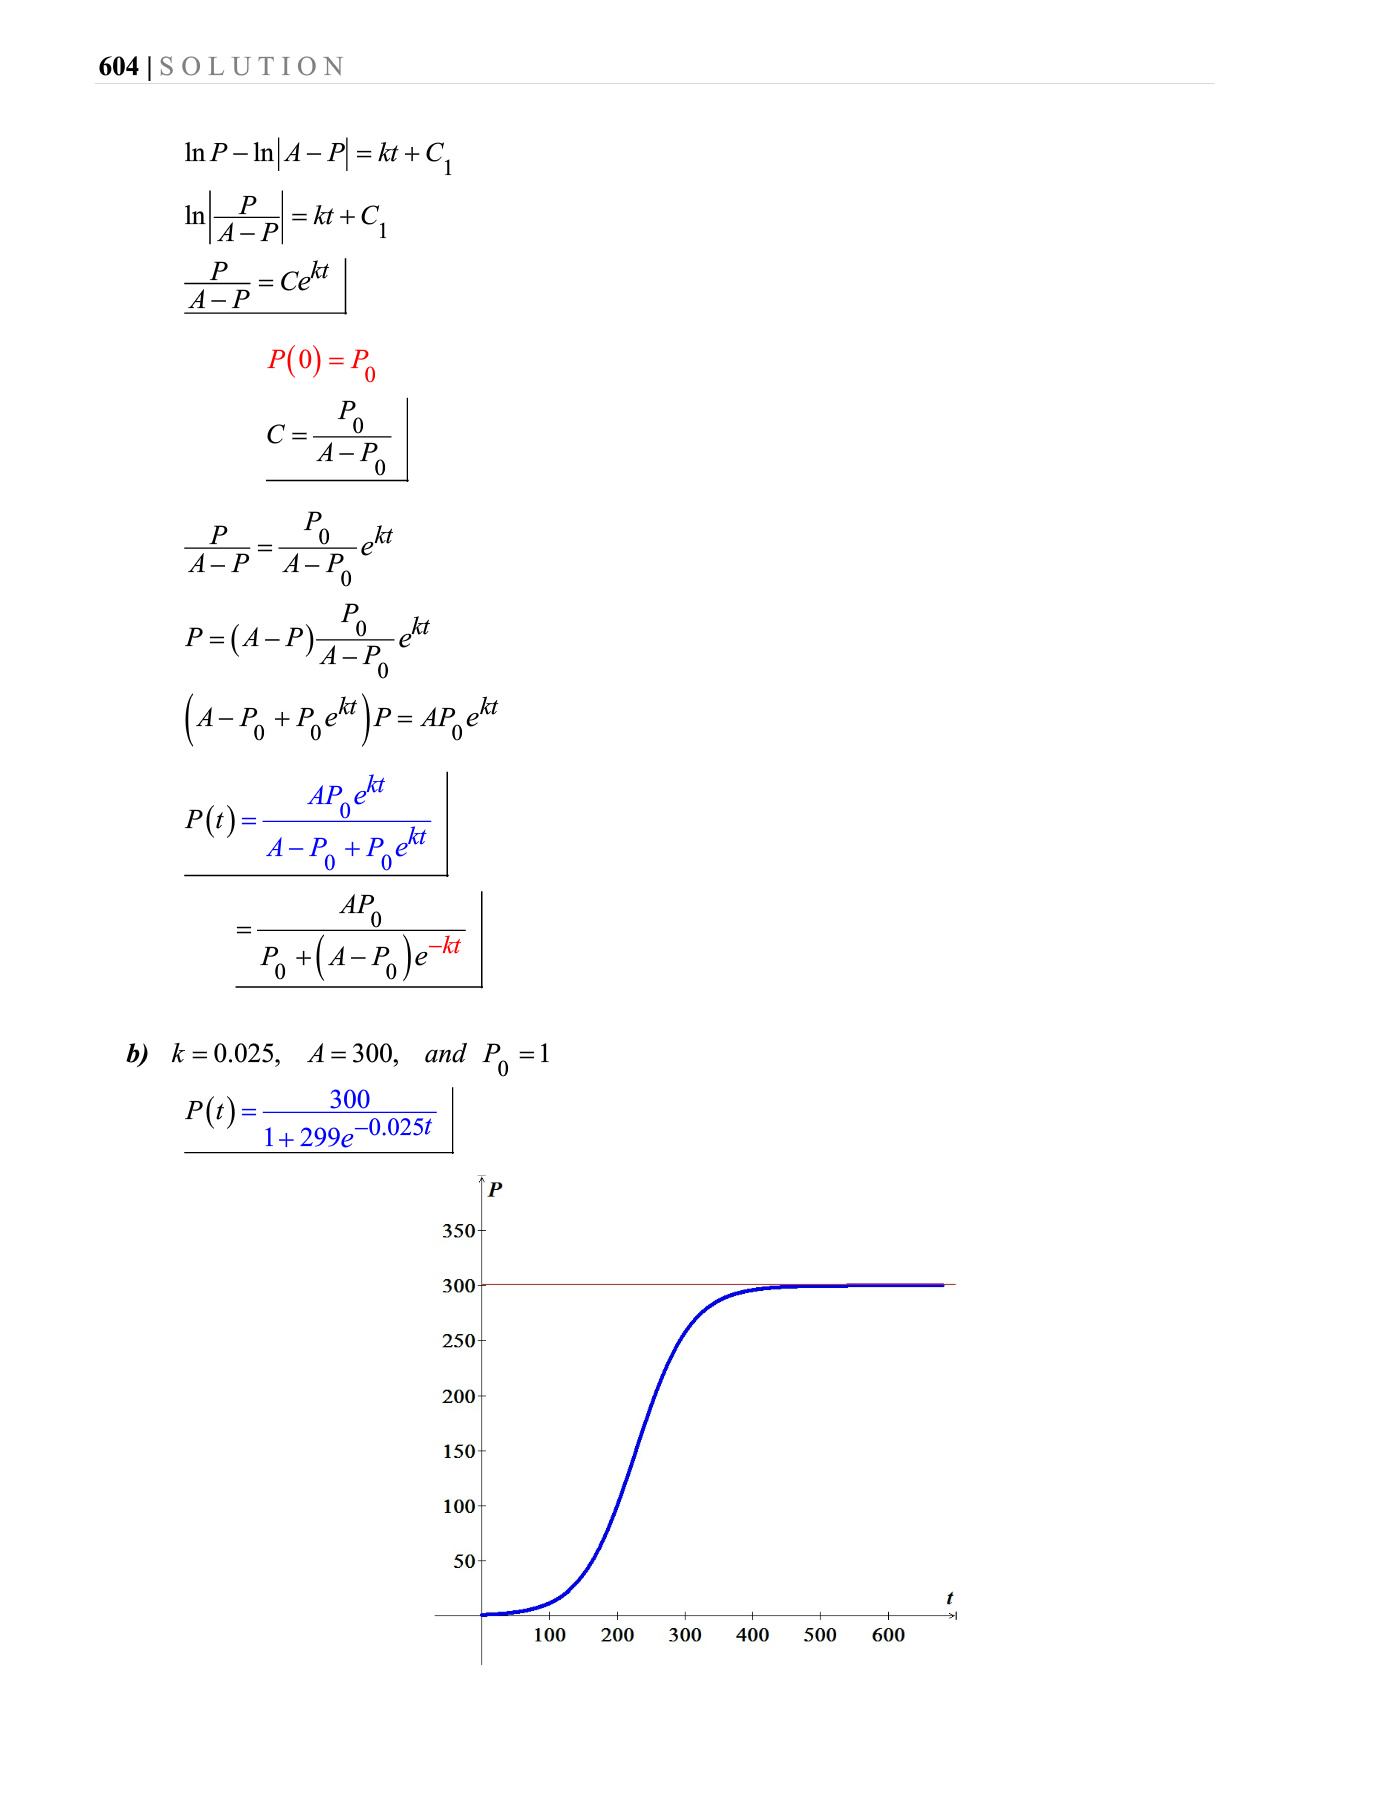 604 | S O L U T I O N
ln P − ln|A − P| = kt + C₁
ln|P/(A − P)| = kt + C₁
P/(A − P) = Ce^{kt}
P(0) = P₀
C = P₀/(A − P₀)
P/(A − P) = P₀/(A − P₀) e^{kt}
P = (A − P) P₀/(A − P₀) e^{kt}
(A − P₀ + P₀e^{kt})P = AP₀e^{kt}
P(t) = AP₀e^{kt}/(A − P₀ + P₀e^{kt})
= AP₀/(P₀ + (A − P₀)e^{−kt})
b) k = 0.025, A = 300, and P₀ = 1
P(t) = 300/(1 + 299e^{−0.025t})
P
350
300
250
200
150
100
50
t
100 200 300 400 500 600